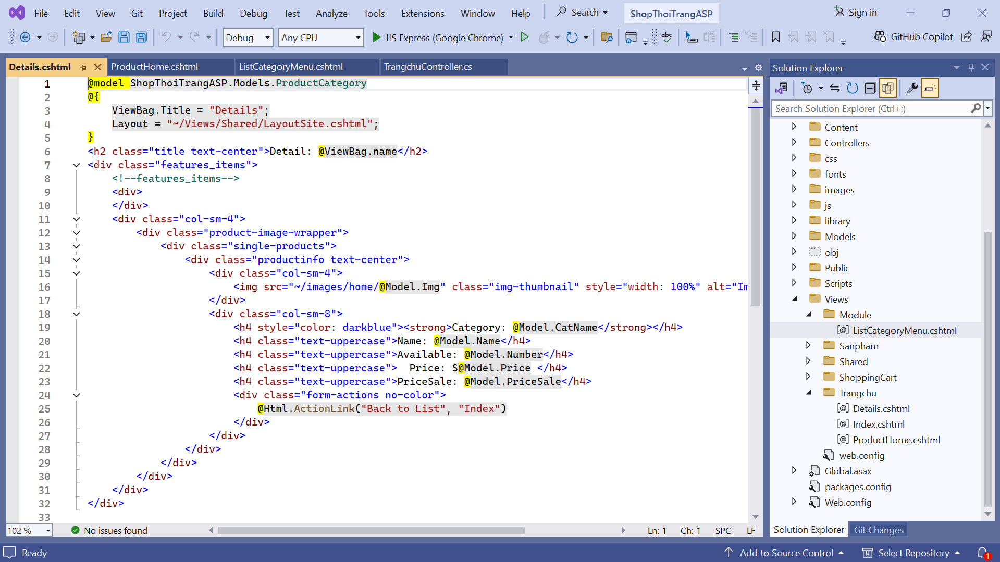 File Edit View Git Project Build Debug Test Analyze Tools Extensions Window Help Search ShopThoiTrangASP Sign in
Debug Any CPU IIS Express (Google Chrome) abc GitHub Copilot
Details.cshtml ProductHome.cshtml ListCategoryMenu.cshtml TrangchuController.cs
1 @model ShopThoiTrangASP.Models.ProductCategory
2 @{
3 ViewBag.Title = "Details";
4 Layout = "~/Views/Shared/LayoutSite.cshtml";
5 }
6 <h2 class="title text-center">Detail: @ViewBag.name</h2>
7 <div class="features_items">
8 <!--features_items-->
9 <div>
10 </div>
11 <div class="col-sm-4">
12 <div class="product-image-wrapper">
13 <div class="single-products">
14 <div class="productinfo text-center">
15 <div class="col-sm-4">
16 <img src="~/images/home/@Model.Img" class="img-thumbnail" style="width: 100%" alt="Im
17 </div>
18 <div class="col-sm-8">
19 <h4 style="color: darkblue"><strong>Category: @Model.CatName</strong></h4>
20 <h4 class="text-uppercase">Name: @Model.Name</h4>
21 <h4 class="text-uppercase">Available: @Model.Number</h4>
22 <h4 class="text-uppercase"> Price: $@Model.Price </h4>
23 <h4 class="text-uppercase">PriceSale: @Model.PriceSale</h4>
24 <div class="form-actions no-color">
25 @Html.ActionLink("Back to List", "Index")
26 </div>
27 </div>
28 </div>
29 </div>
30 </div>
31 </div>
32 </div>
33
102 % No issues found Ln: 1 Ch: 1 SPC LF
Solution Explorer
Search Solution Explorer (Ctrl+;)
Content
Controllers
css
fonts
images
js
library
Models
obj
Public
Scripts
Views
Module
[@] ListCategoryMenu.cshtml
Sanpham
Shared
ShoppingCart
Trangchu
[@] Details.cshtml
[@] Index.cshtml
[@] ProductHome.cshtml
web.config
Global.asax
packages.config
Web.config
Solution Explorer Git Changes
Ready Add to Source Control Select Repository 1